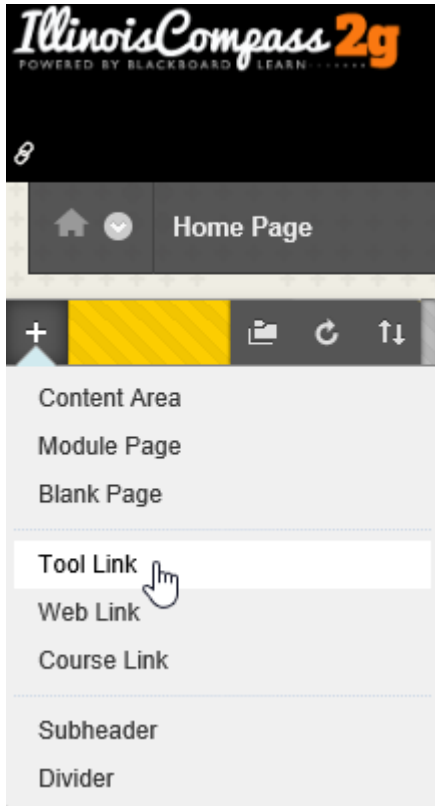 IllinoisCompass 2g
POWERED BY BLACKBOARD LEARN
Home Page
+
Content Area
Module Page
Blank Page
Tool Link
Web Link
Course Link
Subheader
Divider